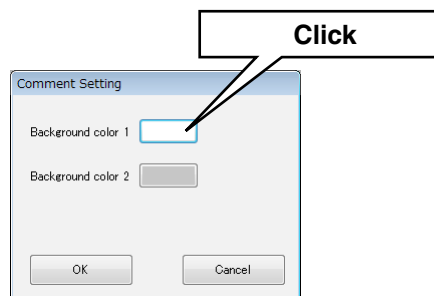 Click
Comment Setting
Background color 1
Background color 2
OK
Cancel